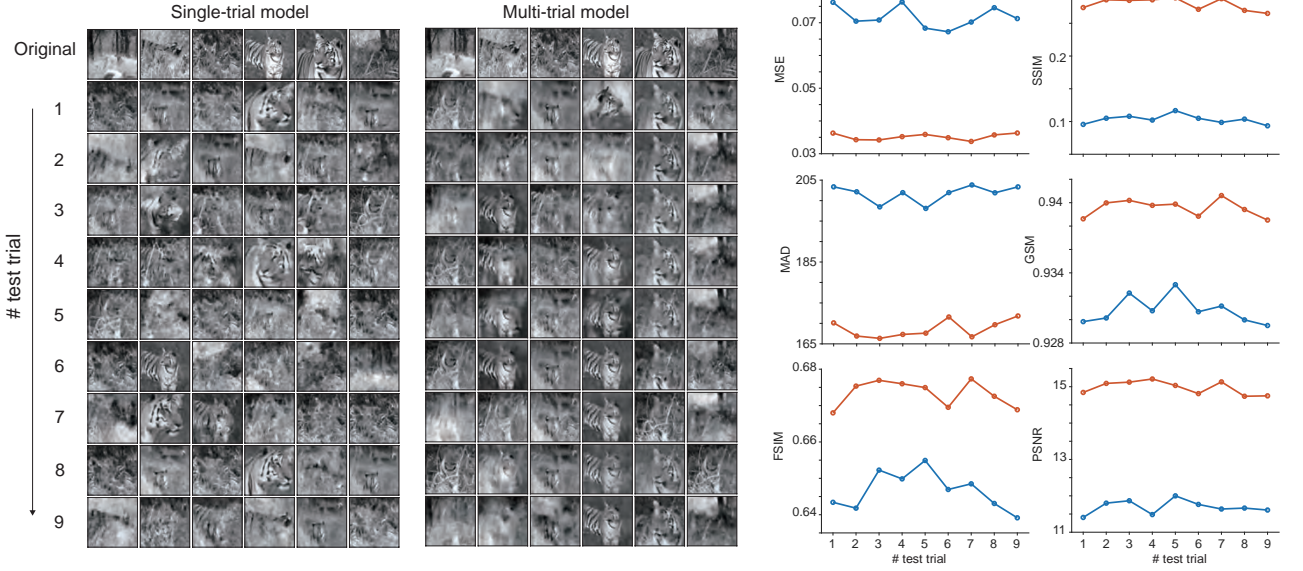 Single-trial model
Multi-trial model
Original
1
2
3
4
5
6
7
8
9
# test trial
MSE
0.07
0.05
0.03
SSIM
0.2
0.1
MAD
205
185
165
GSM
0.94
0.934
0.928
FSIM
0.68
0.66
0.64
1 2 3 4 5 6 7 8 9
# test trial
PSNR
15
13
11
1 2 3 4 5 6 7 8 9
# test trial